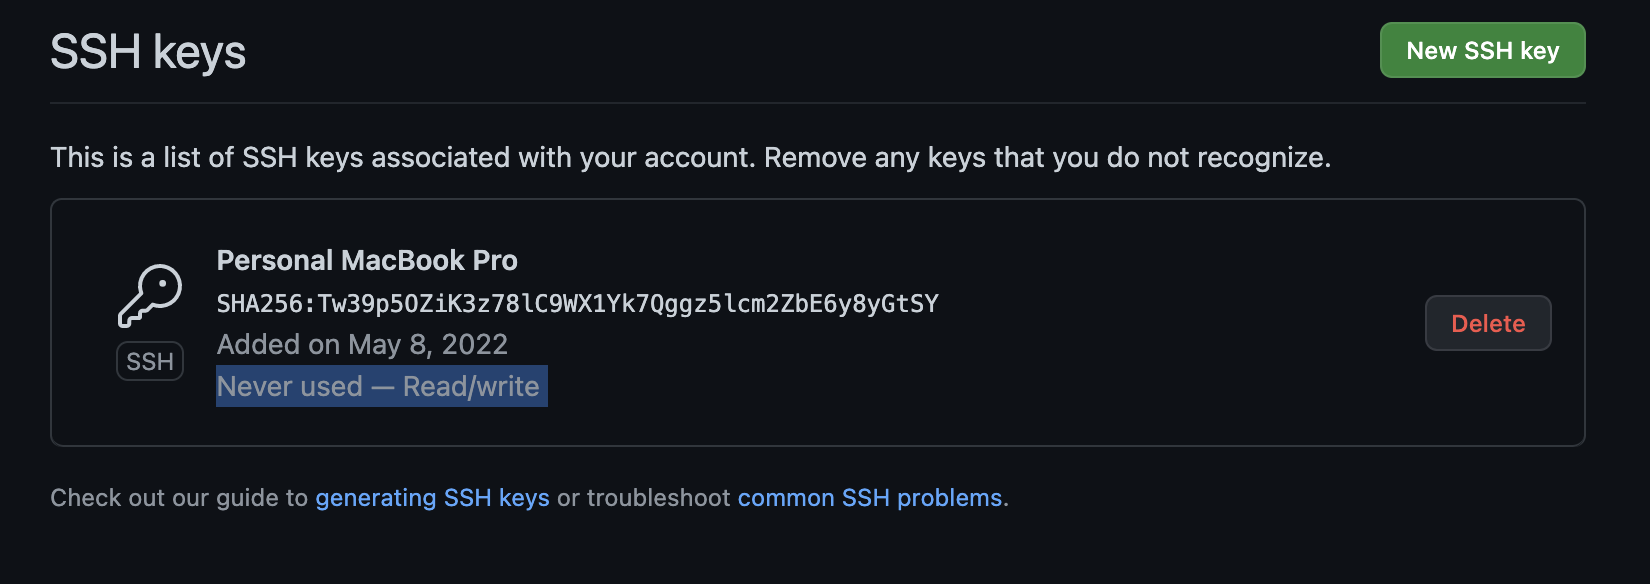 SSH keys
New SSH key
This is a list of SSH keys associated with your account. Remove any keys that you do not recognize.
Personal MacBook Pro
SHA256:Tw39p5OZiK3z78lC9WX1Yk7Qggz5lcm2ZbE6y8yGtSY
Added on May 8, 2022
Never used — Read/write
SSH
Delete
Check out our guide to generating SSH keys or troubleshoot common SSH problems.